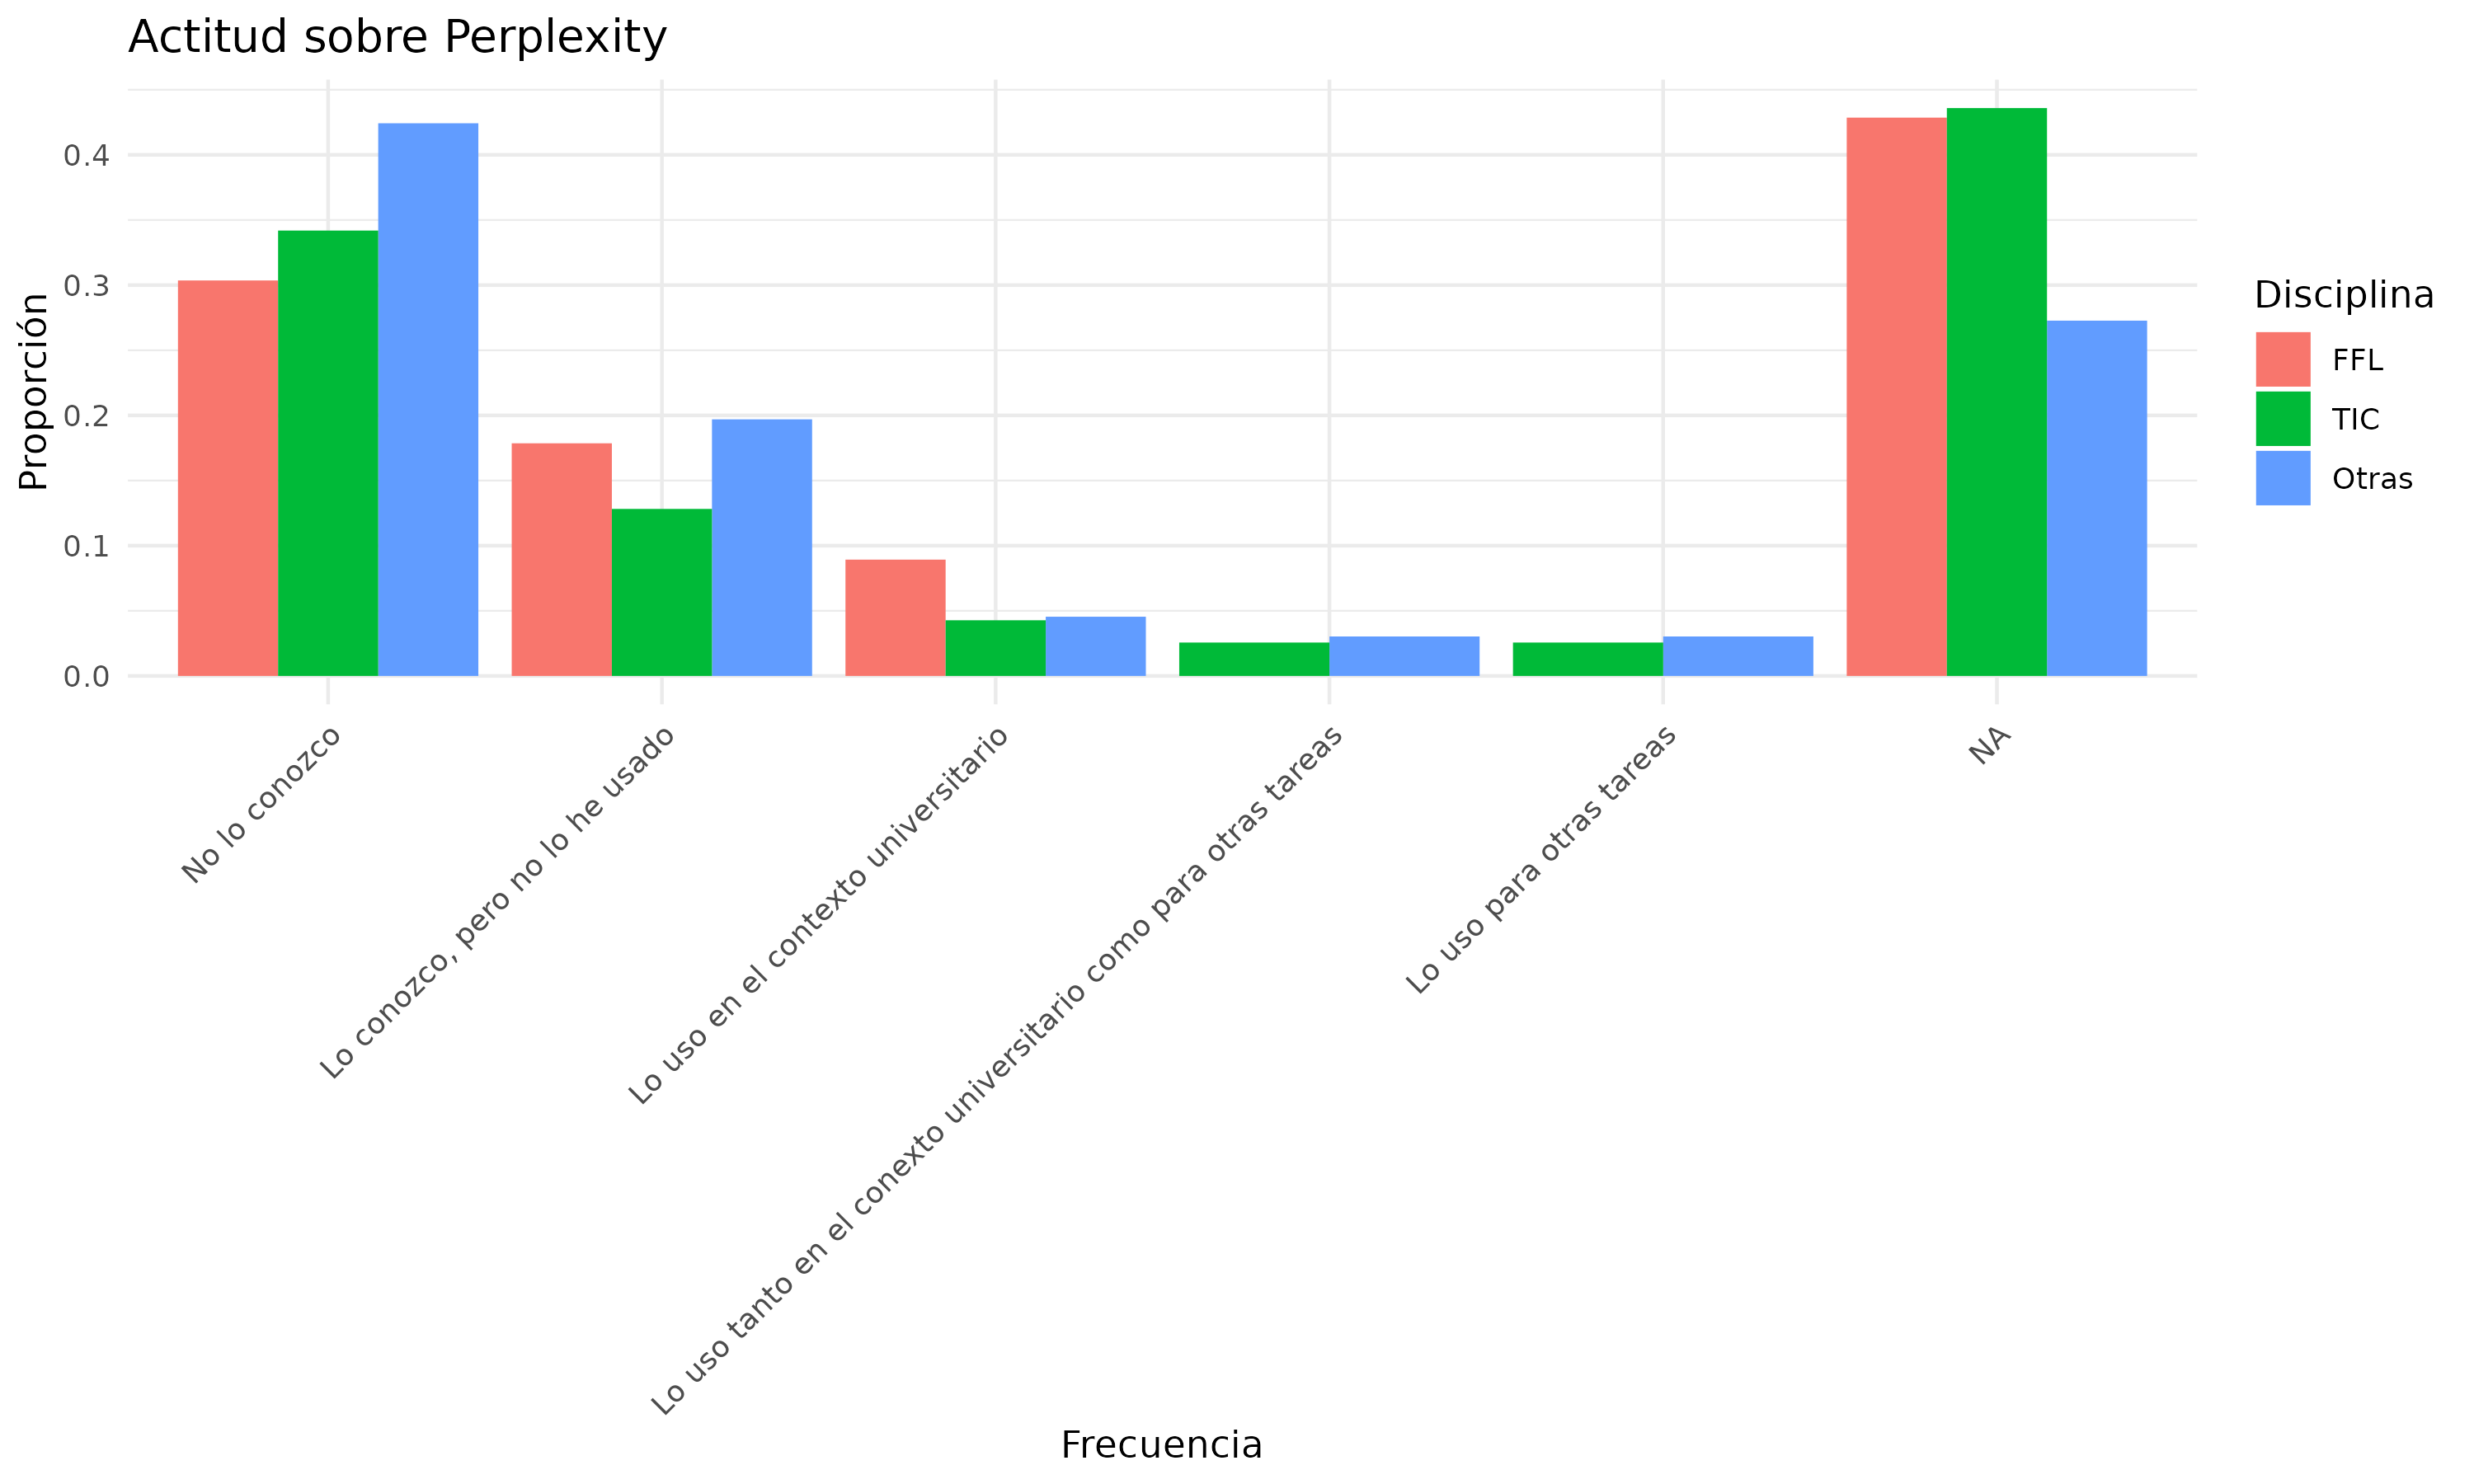 Actitud sobre Perplexity
Proporción
0.4
0.3
0.2
0.1
0.0
No lo conozco
Lo conozco, pero no lo he usado
Lo uso en el contexto universitario
Lo uso tanto en el conexto universitario como para otras tareas
Lo uso para otras tareas
NA
Frecuencia
Disciplina
FFL
TIC
Otras